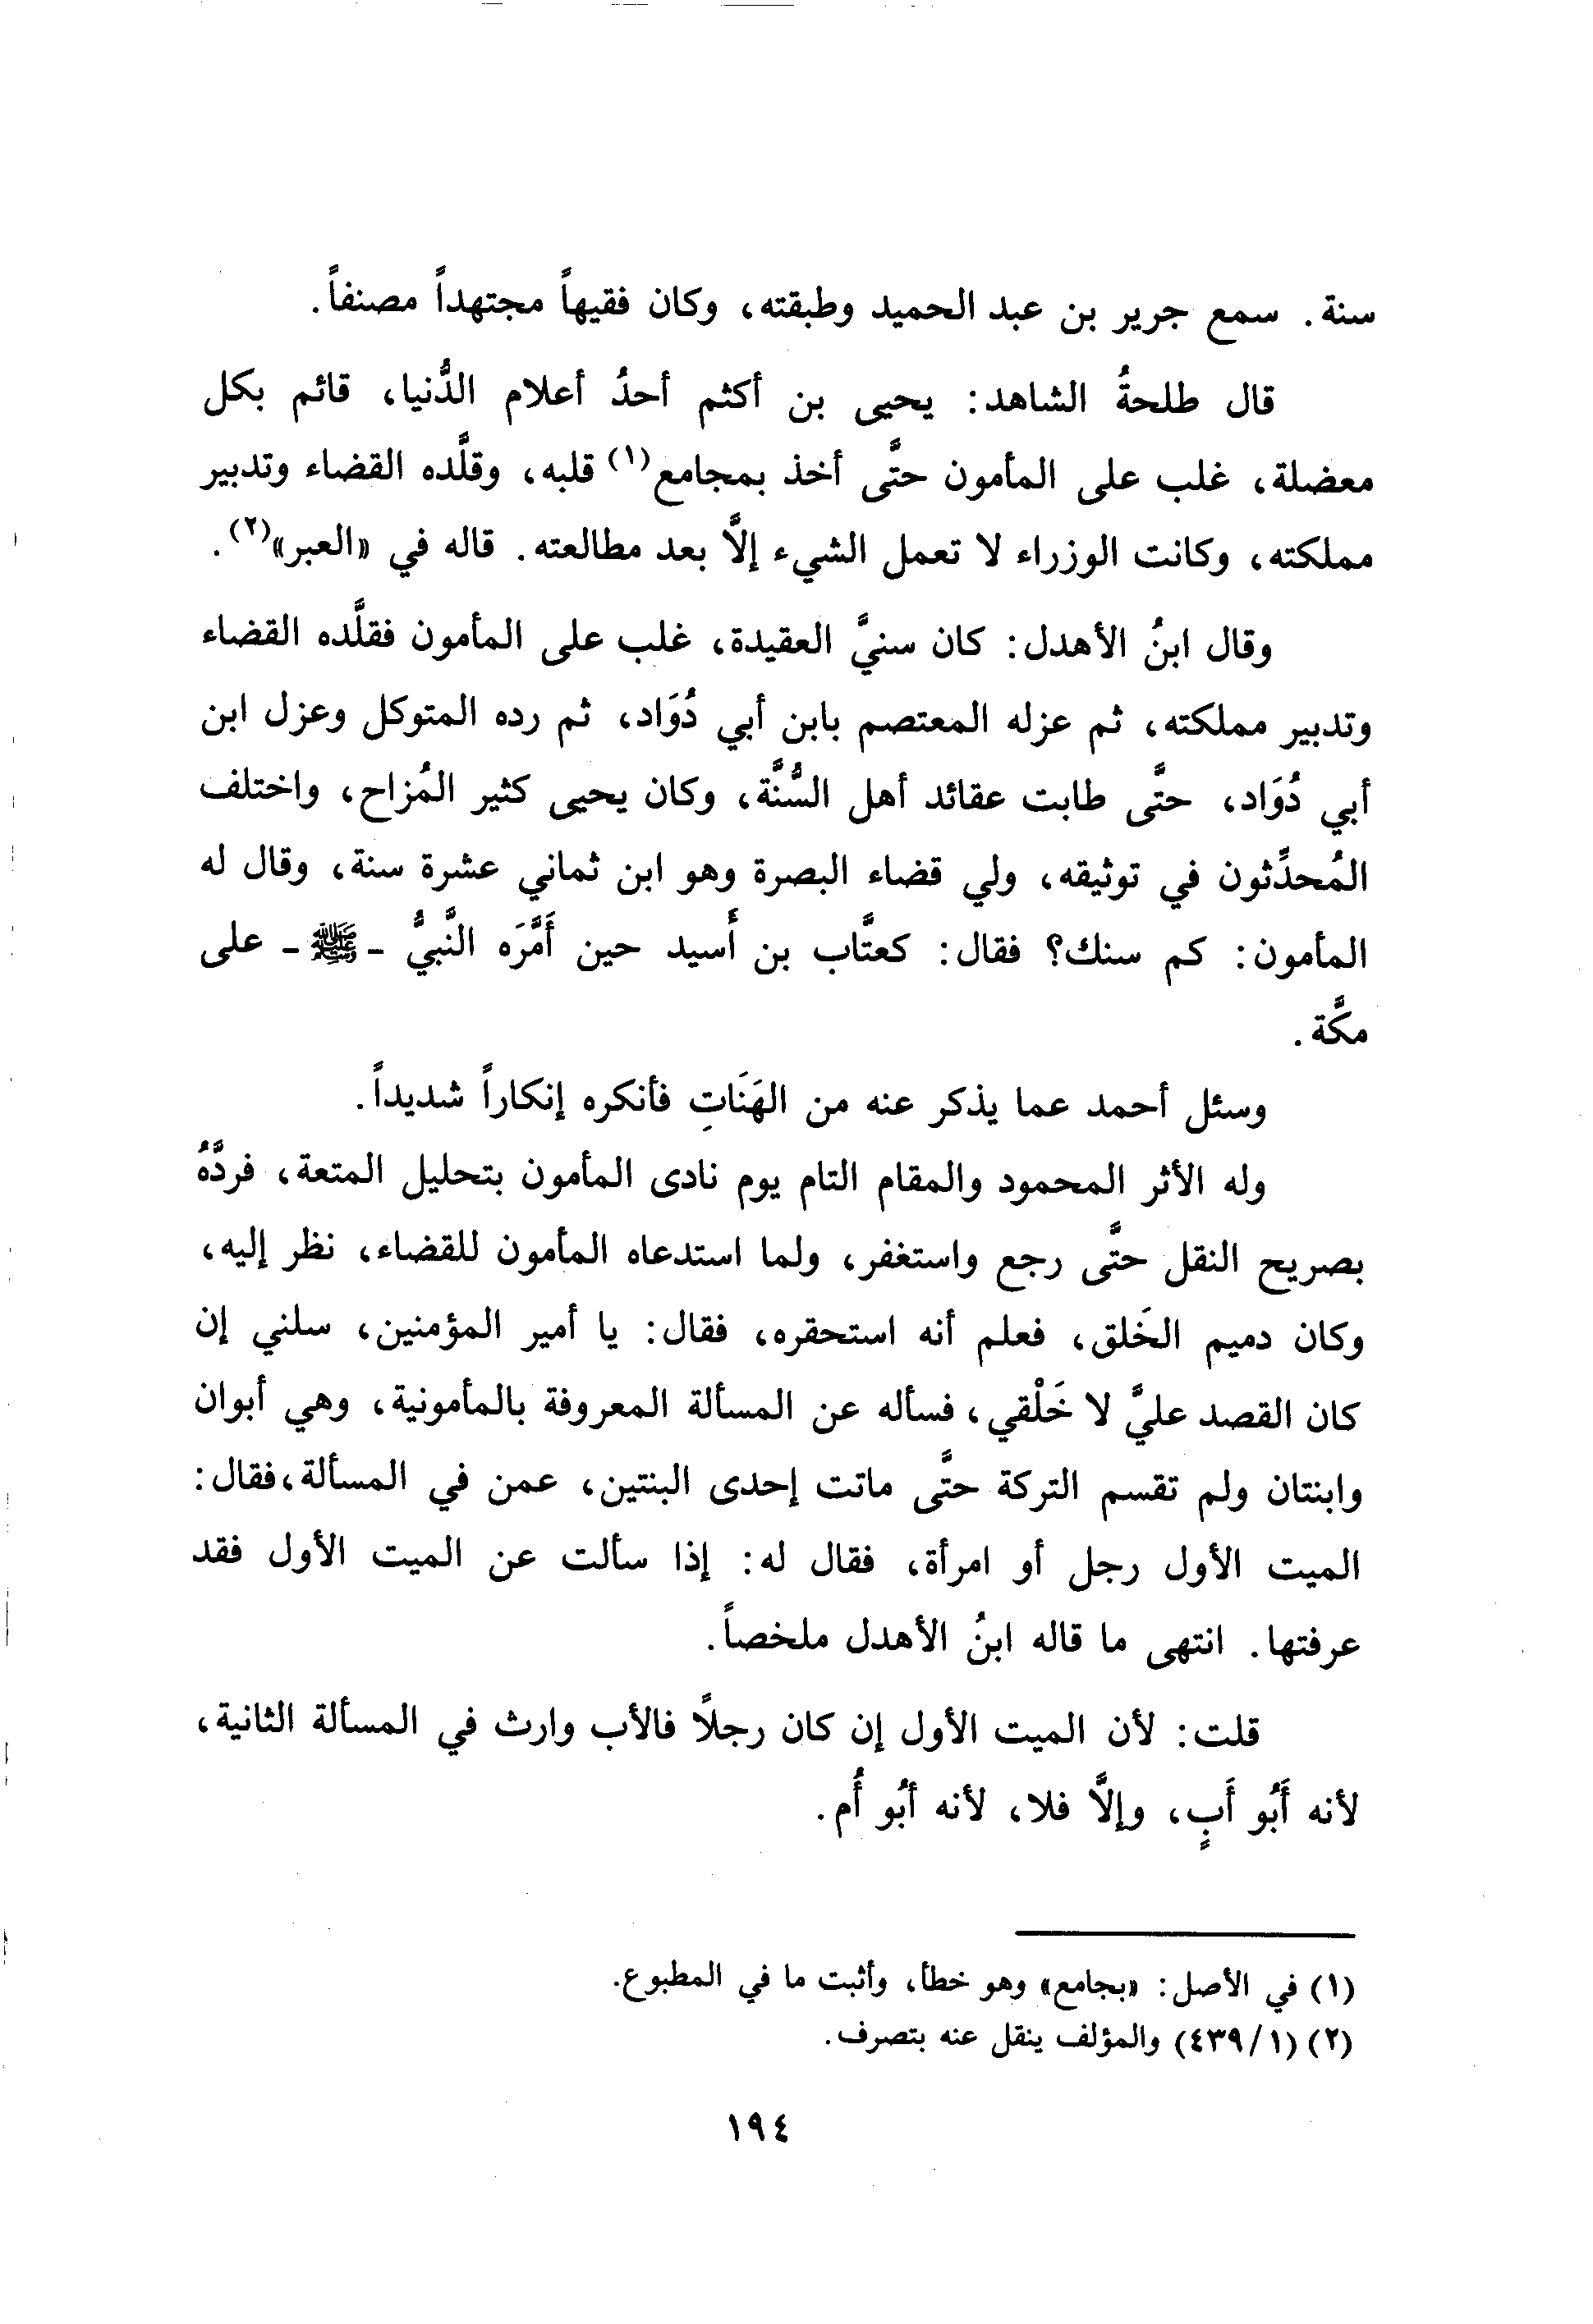 سنة. سمع جرير بن عبد الحميد وطبقته، وكان فقيهاً مجتهداً مصنفاً.
قال طلحةُ الشاهد: يحيى بن أكثم أحدُ أعلام الدُّنيا، قائم بكل
معضلة، غلب على المأمون حتَّى أخذ بمجامع(١) قلبه، وقلَّده القضاء وتدبير
مملكته، وكانت الوزراء لا تعمل الشيء إلاَّ بعد مطالعته. قاله في «العبر»(٢).
وقال ابنُ الأهدل: كان سنيَّ العقيدة، غلب على المأمون فقلَّده القضاء
وتدبير مملكته، ثم عزله المعتصم بابن أبي دُوَاد، ثم رده المتوكل وعزل ابن
أبي دُوَاد، حتَّى طابت عقائد أهل السُّنَّة، وكان يحيى كثير المُزاح، واختلف
المُحدِّثون في توثيقه، ولي قضاء البصرة وهو ابن ثماني عشرة سنة، وقال له
المأمون: كم سنك؟ فقال: كعتَّاب بن أَسيد حين أَمَّرَه النَّبيُّ - ﷺ - على
مكَّة.
وسئل أحمد عما يذكر عنه من الهَنَاتِ فأنكره إنكاراً شديداً.
وله الأثر المحمود والمقام التام يوم نادى المأمون بتحليل المتعة، فردَّهُ
بصريح النقل حتَّى رجع واستغفر، ولما استدعاه المأمون للقضاء، نظر إليه،
وكان دميم الخَلق، فعلم أنه استحقره، فقال: يا أمير المؤمنين، سلني إن
كان القصد عليَّ لا خَلْقي، فسأله عن المسألة المعروفة بالمأمونية، وهي أبوان
وابنتان ولم تقسم التركة حتَّى ماتت إحدى البنتين، عمن في المسألة، فقال:
الميت الأول رجل أو امرأة، فقال له: إذا سألت عن الميت الأول فقد
عرفتها. انتهى ما قاله ابنُ الأهدل ملخصاً.
قلت: لأن الميت الأول إن كان رجلاً فالأب وارث في المسألة الثانية،
لأنه أَبُو أَبٍ، وإلاَّ فلا، لأنه أبُو أُم.
(١) في الأصل: «بجامع» وهو خطأ، وأثبت ما في المطبوع.
(٢) (٤٣٩/١) والمؤلف ينقل عنه بتصرف.
١٩٤